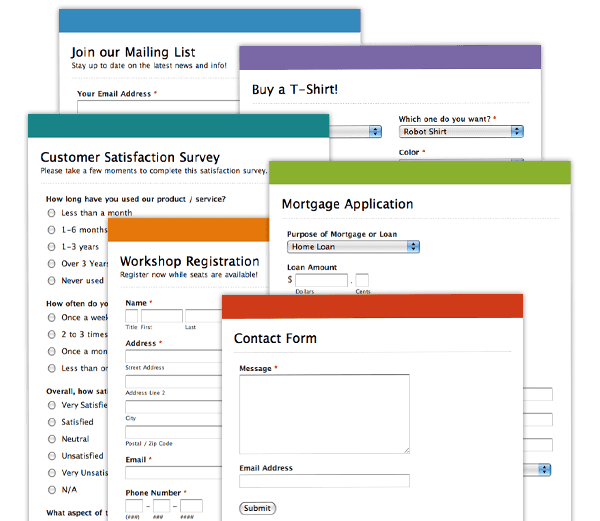 Join our Mailing List
Stay up to date on the latest news and info!
Your Email Address *
Buy a T-Shirt!
Which one do you want? *
Robot Shirt
Color *
Customer Satisfaction Survey
Please take a few moments to complete this satisfaction survey.
How long have you used our product / service?
Less than a month
1-6 months
1-3 years
Over 3 Years
Never used
How often do you
Once a week
2 to 3 times
Once a mon
Less than on
Overall, how sat
Very Satisfie
Satisfied
Neutral
Unsatisfied
Very Unsatis
N/A
What aspect of t
Mortgage Application
Purpose of Mortgage or Loan
Home Loan
Loan Amount
$ .
Dollars Cents
Workshop Registration
Register now while seats are available!
Name *
Title First Last
Address *
Street Address
Address Line 2
City
Postal / Zip Code
Email *
Phone Number *
- -
(###) ### ####
Contact Form
Message *
Email Address
Submit